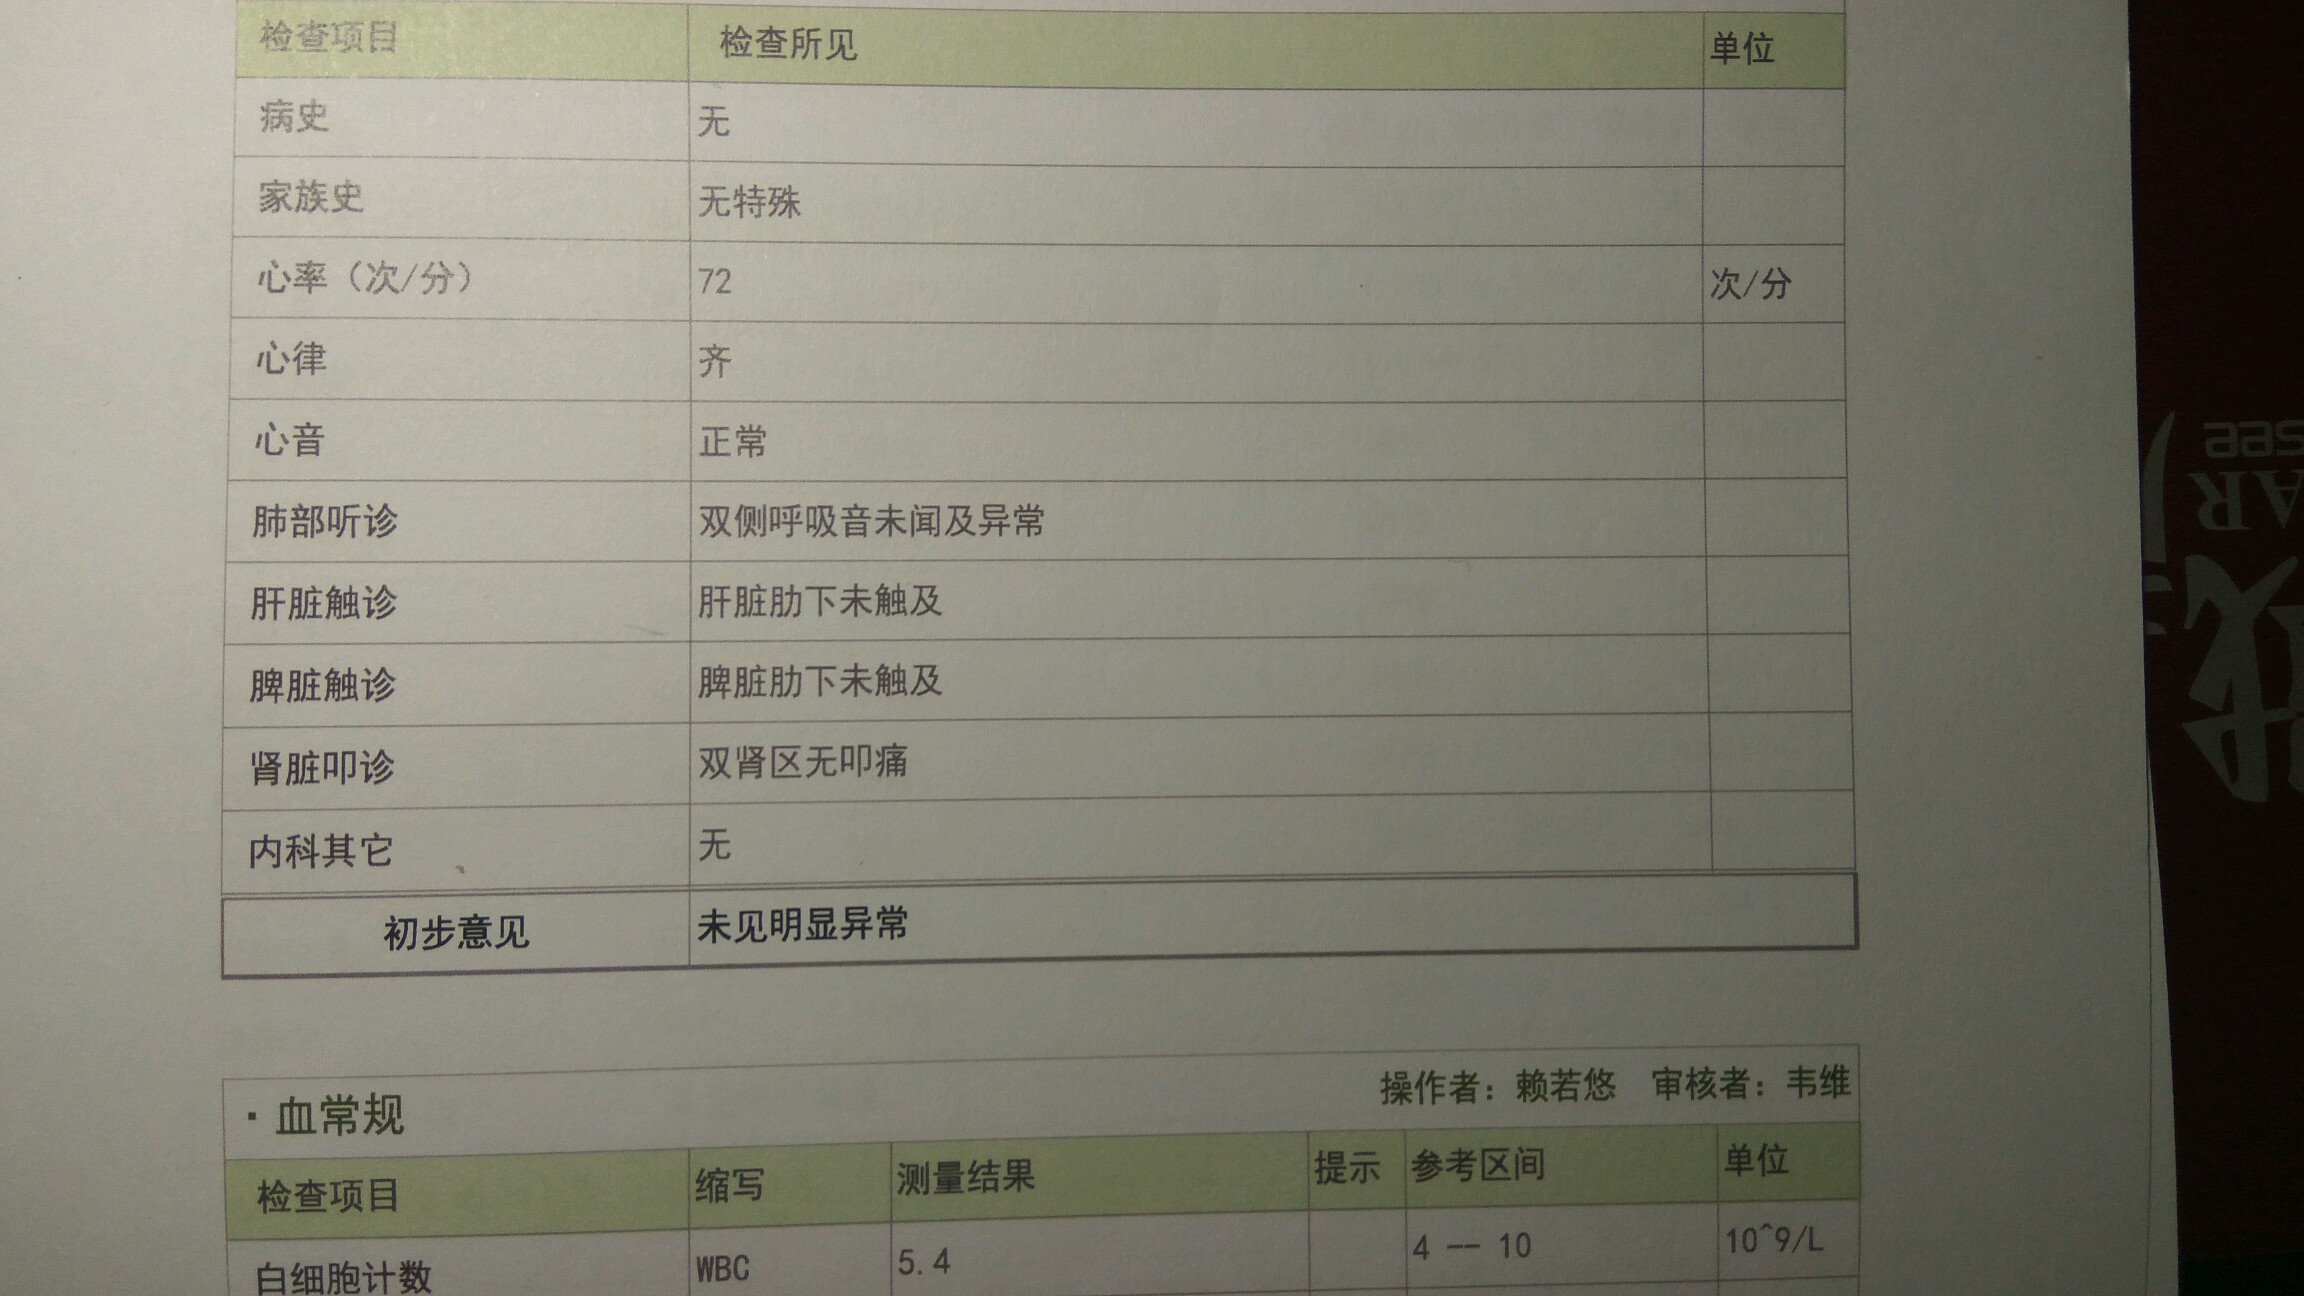 检查项目 检查所见 单位
病史 无
家族史 无特殊
心率（次/分） 72 次/分
心律 齐
心音 正常
肺部听诊 双侧呼吸音未闻及异常
肝脏触诊 肝脏肋下未触及
脾脏触诊 脾脏肋下未触及
肾脏叩诊 双肾区无叩痛
内科其它 无
初步意见 未见明显异常
·血常规 操作者：赖若悠 审核者：韦维
检查项目 缩写 测量结果 提示 参考区间 单位
白细胞计数 WBC 5.4 4 -- 10 10^9/L